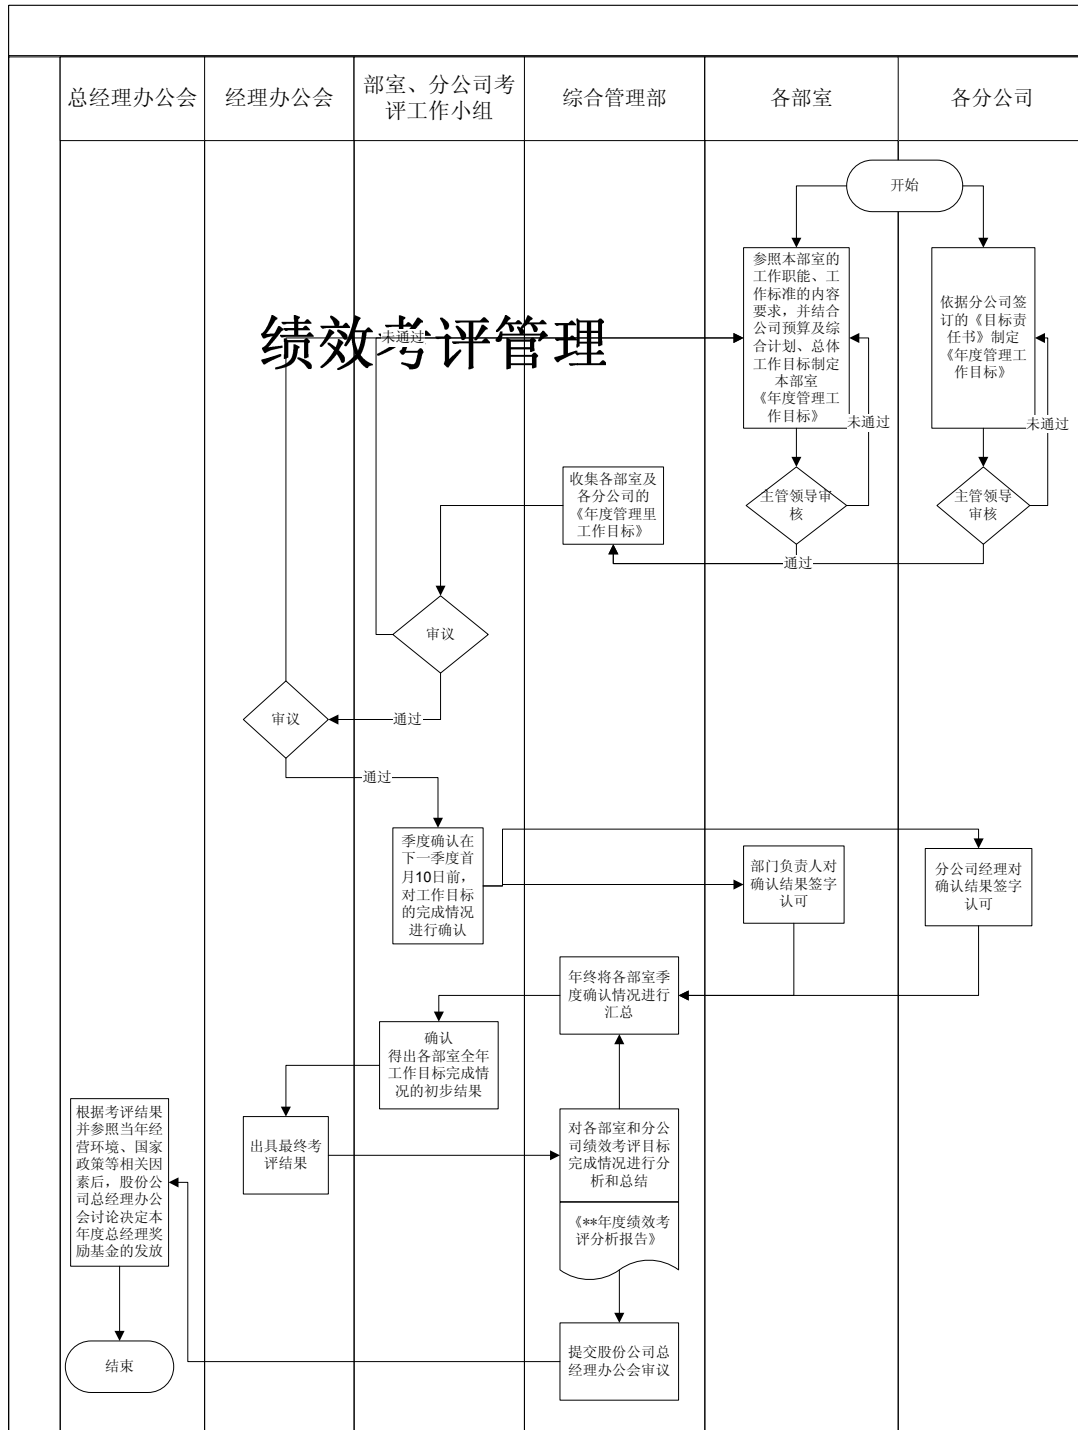 总经理办公会
经理办公会
部室、分公司考
评工作小组
综合管理部
各部室
各分公司
开始
参照本部室的
工作职能、工
作标准的内容
要求，并结合
公司预算及综
合计划、总体
工作目标制定
本部室
《年度管理工
作目标》
依据分公司签
订的《目标责
任书》制定
《年度管理工
作目标》
绩效考评管理
未通过
未通过
未通过
收集各部室及
各分公司的
《年度管理里
工作目标》
主管领导审
核
主管领导
审核
通过
审议
审议
通过
通过
季度确认在
下一季度首
月10日前，
对工作目标
的完成情况
进行确认
部门负责人对
确认结果签字
认可
分公司经理对
确认结果签字
认可
年终将各部室季
度确认情况进行
汇总
确认
得出各部室全年
工作目标完成情
况的初步结果
根据考评结果
并参照当年经
营环境、国家
政策等相关因
素后，股份公
司总经理办公
会讨论决定本
年度总经理奖
励基金的发放
出具最终考
评结果
对各部室和分公
司绩效考评目标
完成情况进行分
析和总结
《**年度绩效考
评分析报告》
提交股份公司总
经理办公会审议
结束